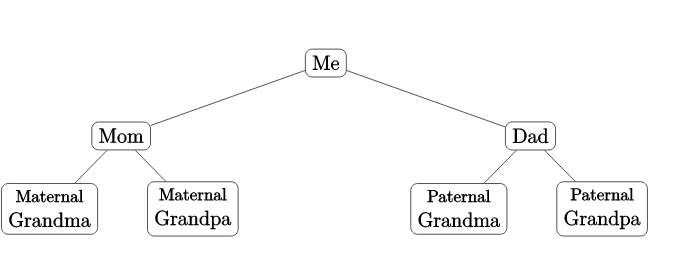 Me
Mom
Dad
Maternal
Grandma
Maternal
Grandpa
Paternal
Grandma
Paternal
Grandpa